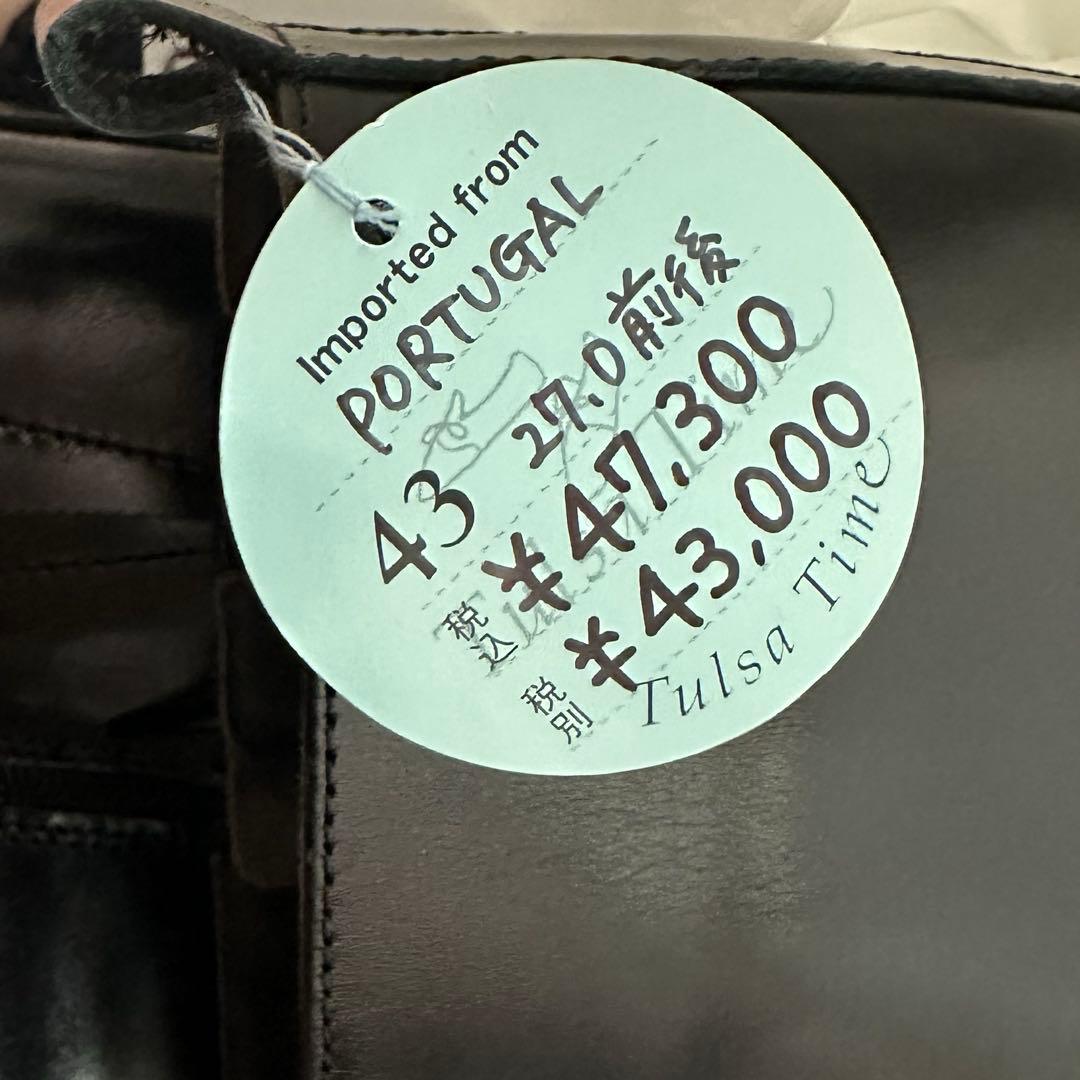 Imported from
PORTUGAL
43 27.0前後
税込 ¥47.300
税別 ¥43,000
Tulsa Time